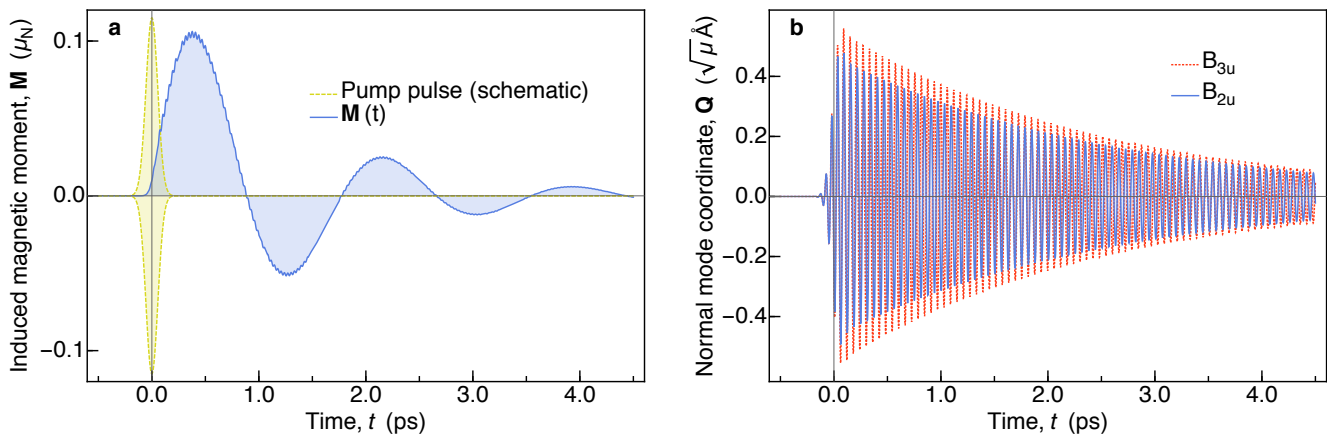 a
Induced magnetic moment, M (μN)
0.1
0.0
−0.1
Pump pulse (schematic)
M (t)
0.0 1.0 2.0 3.0 4.0
Time, t (ps)
b
Normal mode coordinate, Q (√μ Å)
0.4
0.2
0.0
−0.2
−0.4
B3u
B2u
0.0 1.0 2.0 3.0 4.0
Time, t (ps)